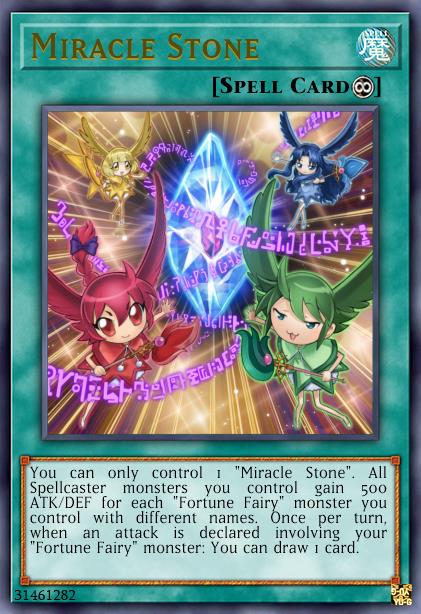 MIRACLE STONE
SPELL
魔
[SPELL CARD]
You can only control 1 "Miracle Stone". All
Spellcaster monsters you control gain 500
ATK/DEF for each "Fortune Fairy" monster you
control with different names. Once per turn,
when an attack is declared involving your
"Fortune Fairy" monster: You can draw 1 card.
31461282